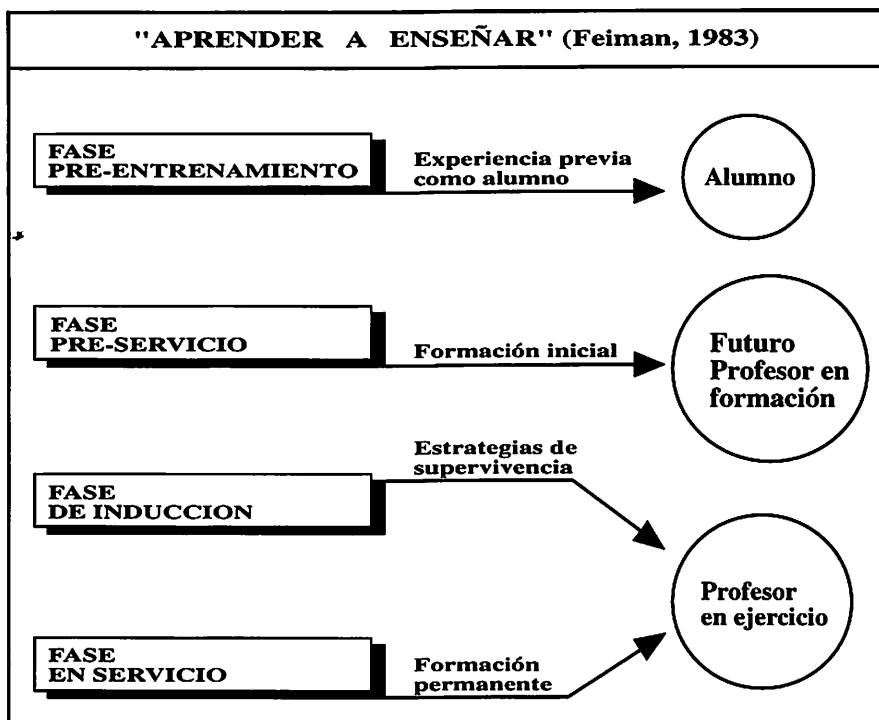 "APRENDER A ENSEÑAR" (Feiman, 1983)
FASE
PRE-ENTRENAMIENTO
Experiencia previa
como alumno
Alumno
FASE
PRE-SERVICIO
Formación inicial
Futuro
Profesor en
formación
Estrategias de
supervivencia
FASE
DE INDUCCION
Profesor
en ejercicio
FASE
EN SERVICIO
Formación
permanente